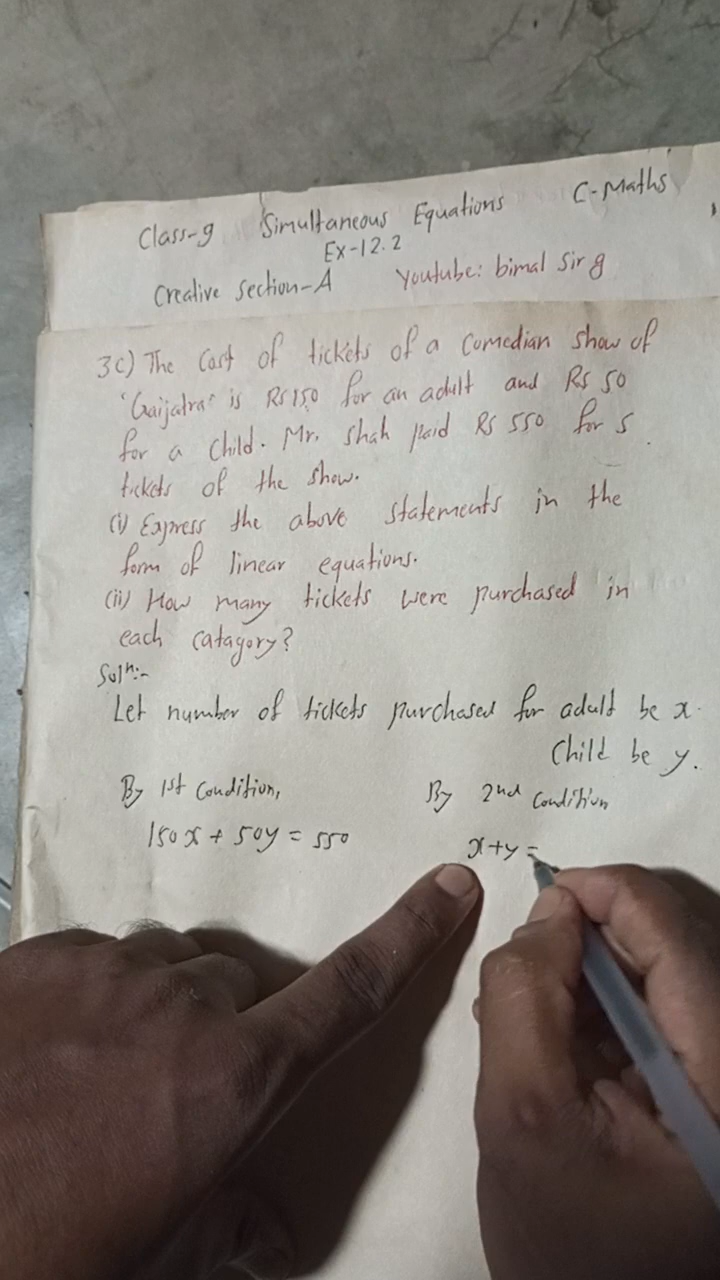 Class-9 Simultaneous Equations C-Maths
Ex-12.2
Creative Section-A Youtube: bimal Sir g
3c) The Cost of tickets of a Comedian Show of
'Gaijatra' is RS 150 for an adult and Rs 50
for a Child. Mr. Shah paid Rs 550 for 5
tickets of the show.
(i) Express the above statements in the
form of linear equations.
(ii) How many tickets were purchased in
each catagory?
Solⁿ:-
Let number of tickets purchased for adult be x.
Child be y.
By 1st Condition, By 2nd Condition
150x + 50y = 550 x+y =